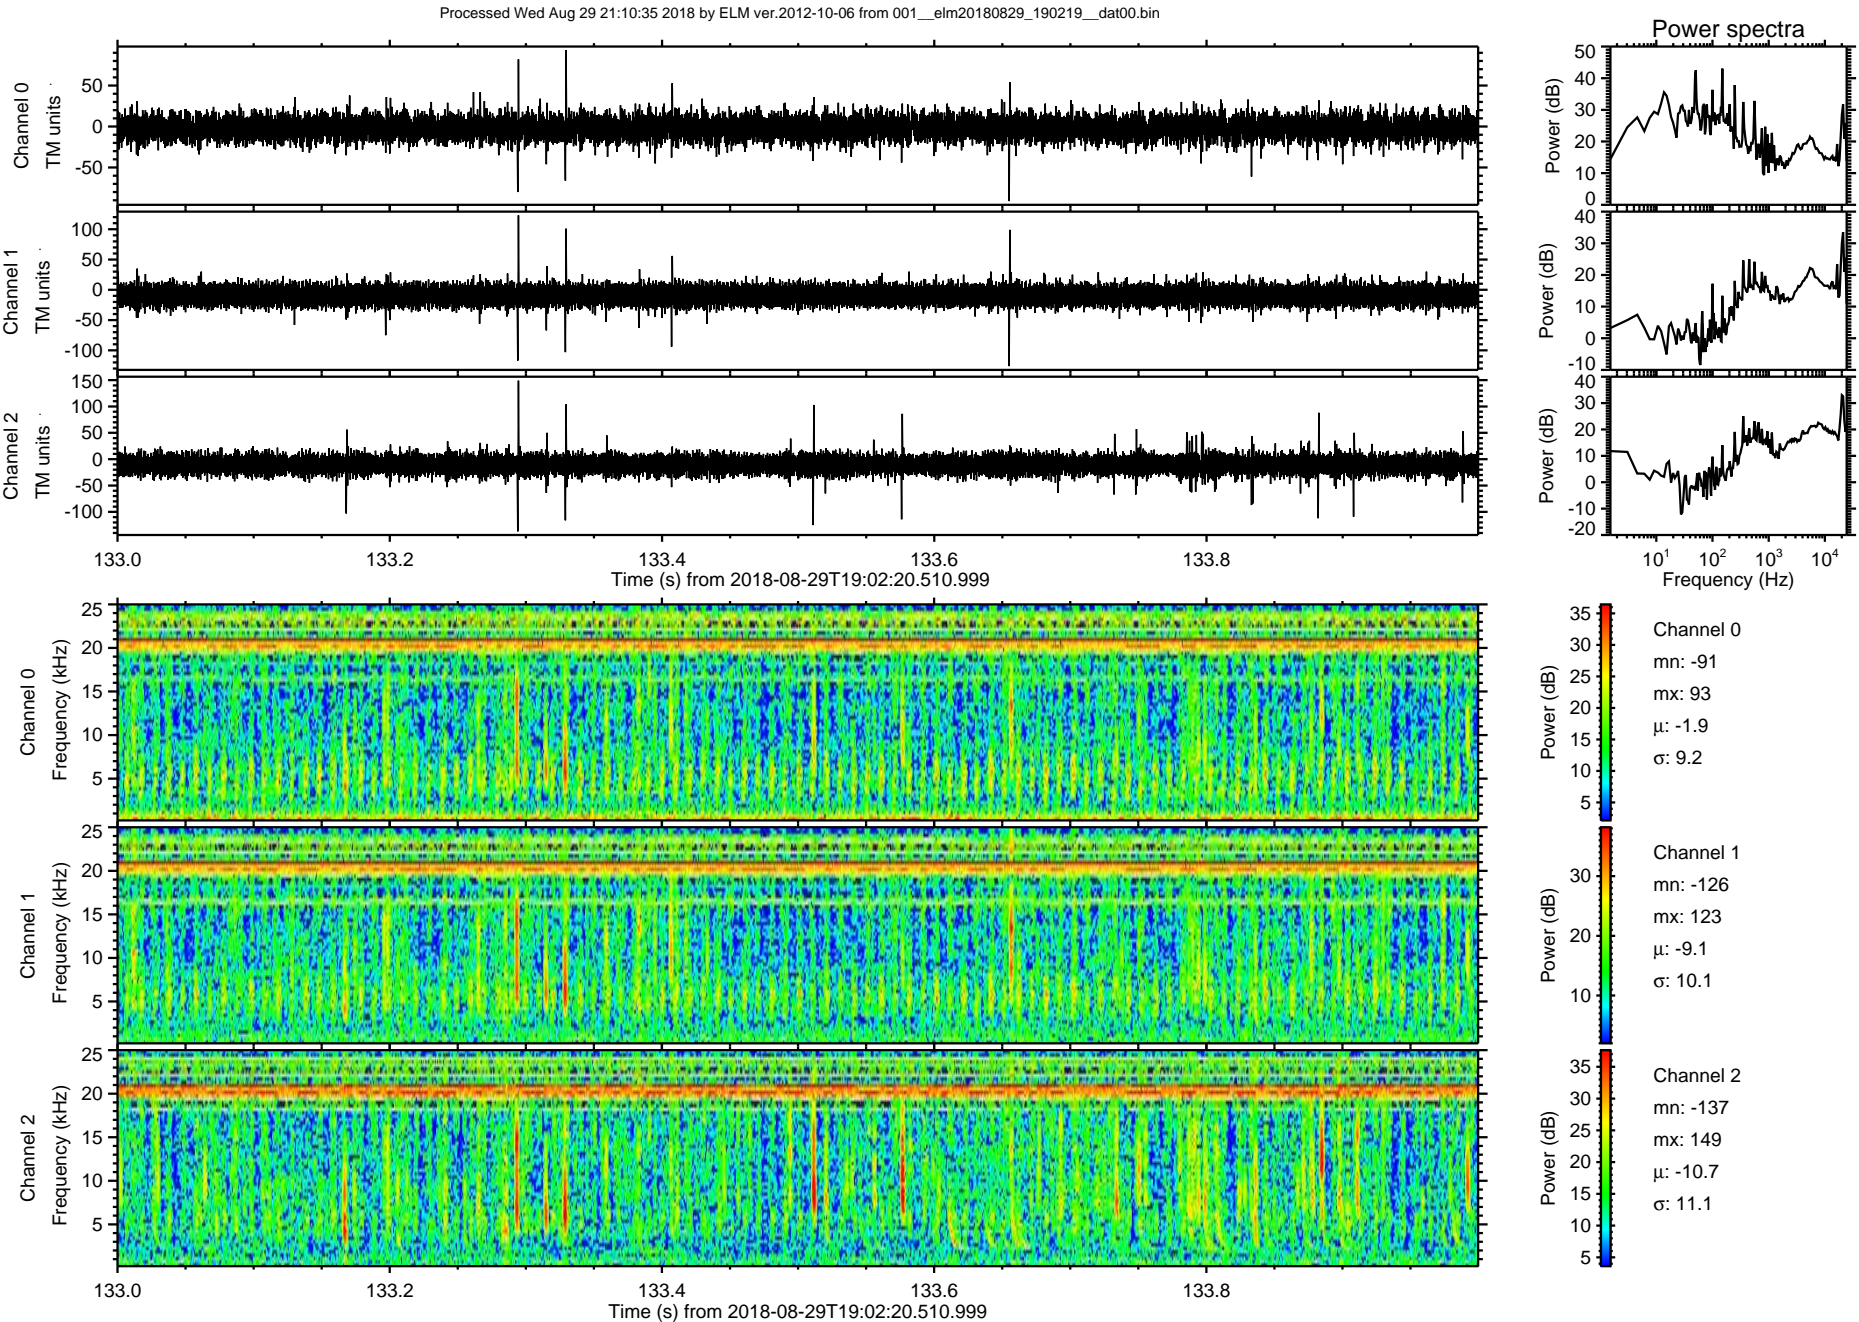 Processed Wed Aug 29 21:10:35 2018 by ELM ver.2012-10-06 from 001__elm20180829_190219__dat00.bin
Power spectra
Channel 0
TM units
50
0
-50
Power (dB)
50
40
30
20
10
0
Channel 1
TM units
100
50
0
-50
-100
Power (dB)
40
30
20
10
0
-10
Channel 2
TM units
150
100
50
0
-50
-100
Power (dB)
40
30
20
10
0
-10
-20
133.0 133.2 133.4 133.6 133.8
Time (s) from 2018-08-29T19:02:20.510.999
10^1 10^2 10^3 10^4
Frequency (Hz)
Channel 0
Frequency (kHz)
25
20
15
10
5
Power (dB)
35
30
25
20
15
10
5
Channel 0
mn: -91
mx: 93
μ: -1.9
σ: 9.2
Channel 1
Frequency (kHz)
25
20
15
10
5
Power (dB)
30
20
10
Channel 1
mn: -126
mx: 123
μ: -9.1
σ: 10.1
Channel 2
Frequency (kHz)
25
20
15
10
5
Power (dB)
35
30
25
20
15
10
5
Channel 2
mn: -137
mx: 149
μ: -10.7
σ: 11.1
133.0 133.2 133.4 133.6 133.8
Time (s) from 2018-08-29T19:02:20.510.999